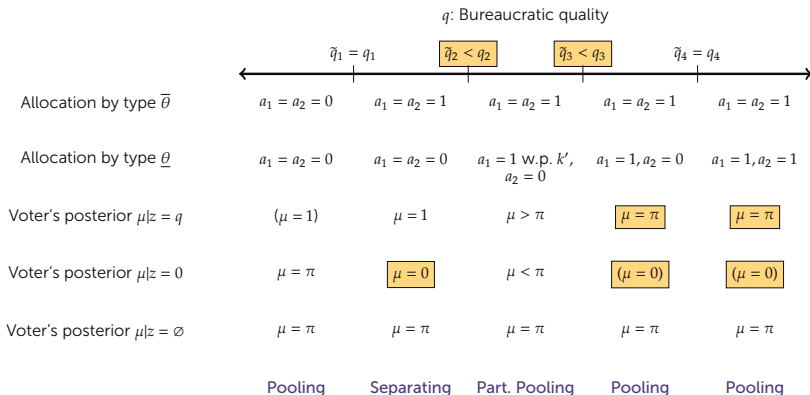 q: Bureaucratic quality
q̃₁ = q₁ q̃₂ < q₂ q̃₃ < q₃ q̃₄ = q₄
Allocation by type θ̅ a₁ = a₂ = 0 a₁ = a₂ = 1 a₁ = a₂ = 1 a₁ = a₂ = 1 a₁ = a₂ = 1
Allocation by type θ̲ a₁ = a₂ = 0 a₁ = a₂ = 0 a₁ = 1 w.p. k′, a₁ = 1, a₂ = 0 a₁ = 1, a₂ = 1
a₂ = 0
Voter's posterior μ|z = q (μ = 1) μ = 1 μ > π μ = π μ = π
Voter's posterior μ|z = 0 μ = π μ = 0 μ < π (μ = 0) (μ = 0)
Voter's posterior μ|z = ∅ μ = π μ = π μ = π μ = π μ = π
Pooling Separating Part. Pooling Pooling Pooling